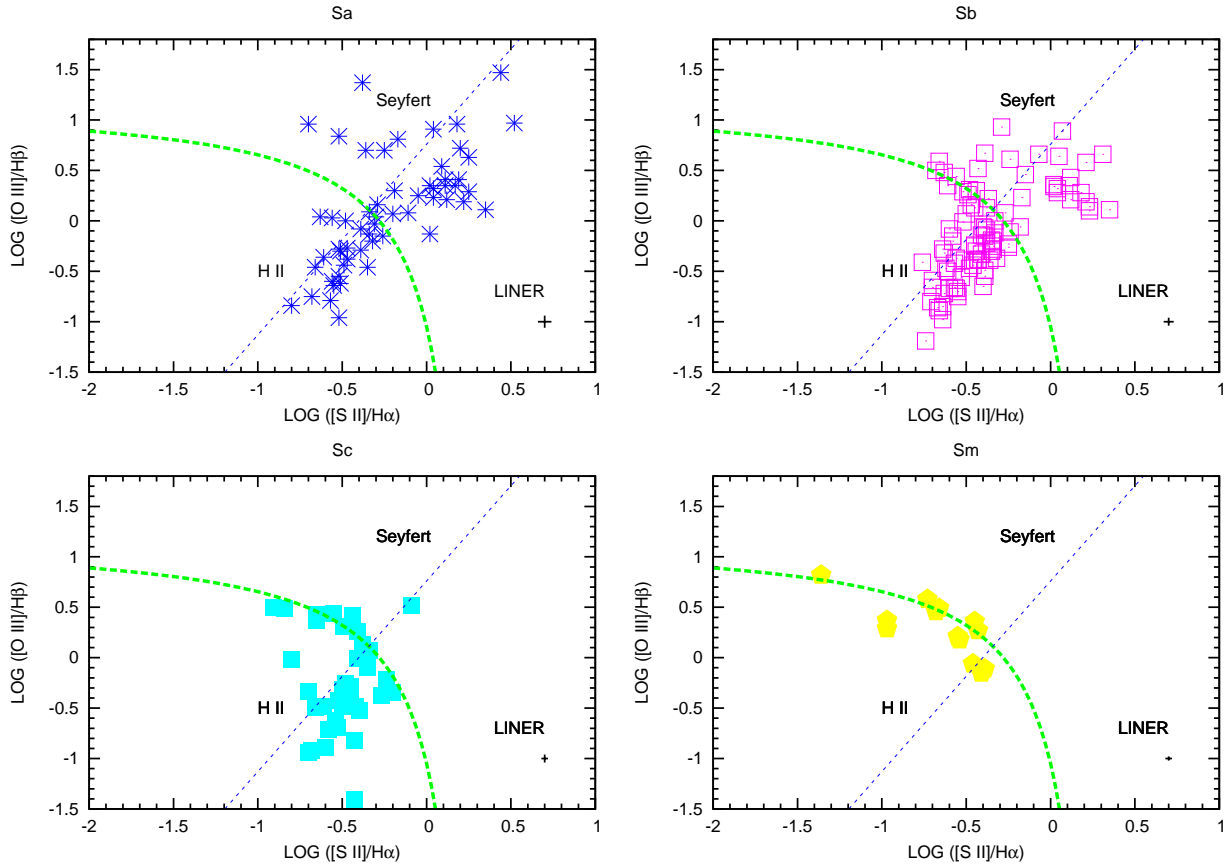 Sa
1.5
1
0.5
0
-0.5
-1
-1.5
LOG ([O III]/Hβ)
Seyfert
H II
LINER
-2 -1.5 -1 -0.5 0 0.5 1
LOG ([S II]/Hα)
Sb
1.5
1
0.5
0
-0.5
-1
-1.5
LOG ([O III]/Hβ)
Seyfert
H II
LINER
-2 -1.5 -1 -0.5 0 0.5 1
LOG ([S II]/Hα)
Sc
1.5
1
0.5
0
-0.5
-1
-1.5
LOG ([O III]/Hβ)
Seyfert
H II
LINER
-2 -1.5 -1 -0.5 0 0.5 1
LOG ([S II]/Hα)
Sm
1.5
1
0.5
0
-0.5
-1
-1.5
LOG ([O III]/Hβ)
Seyfert
H II
LINER
-2 -1.5 -1 -0.5 0 0.5 1
LOG ([S II]/Hα)